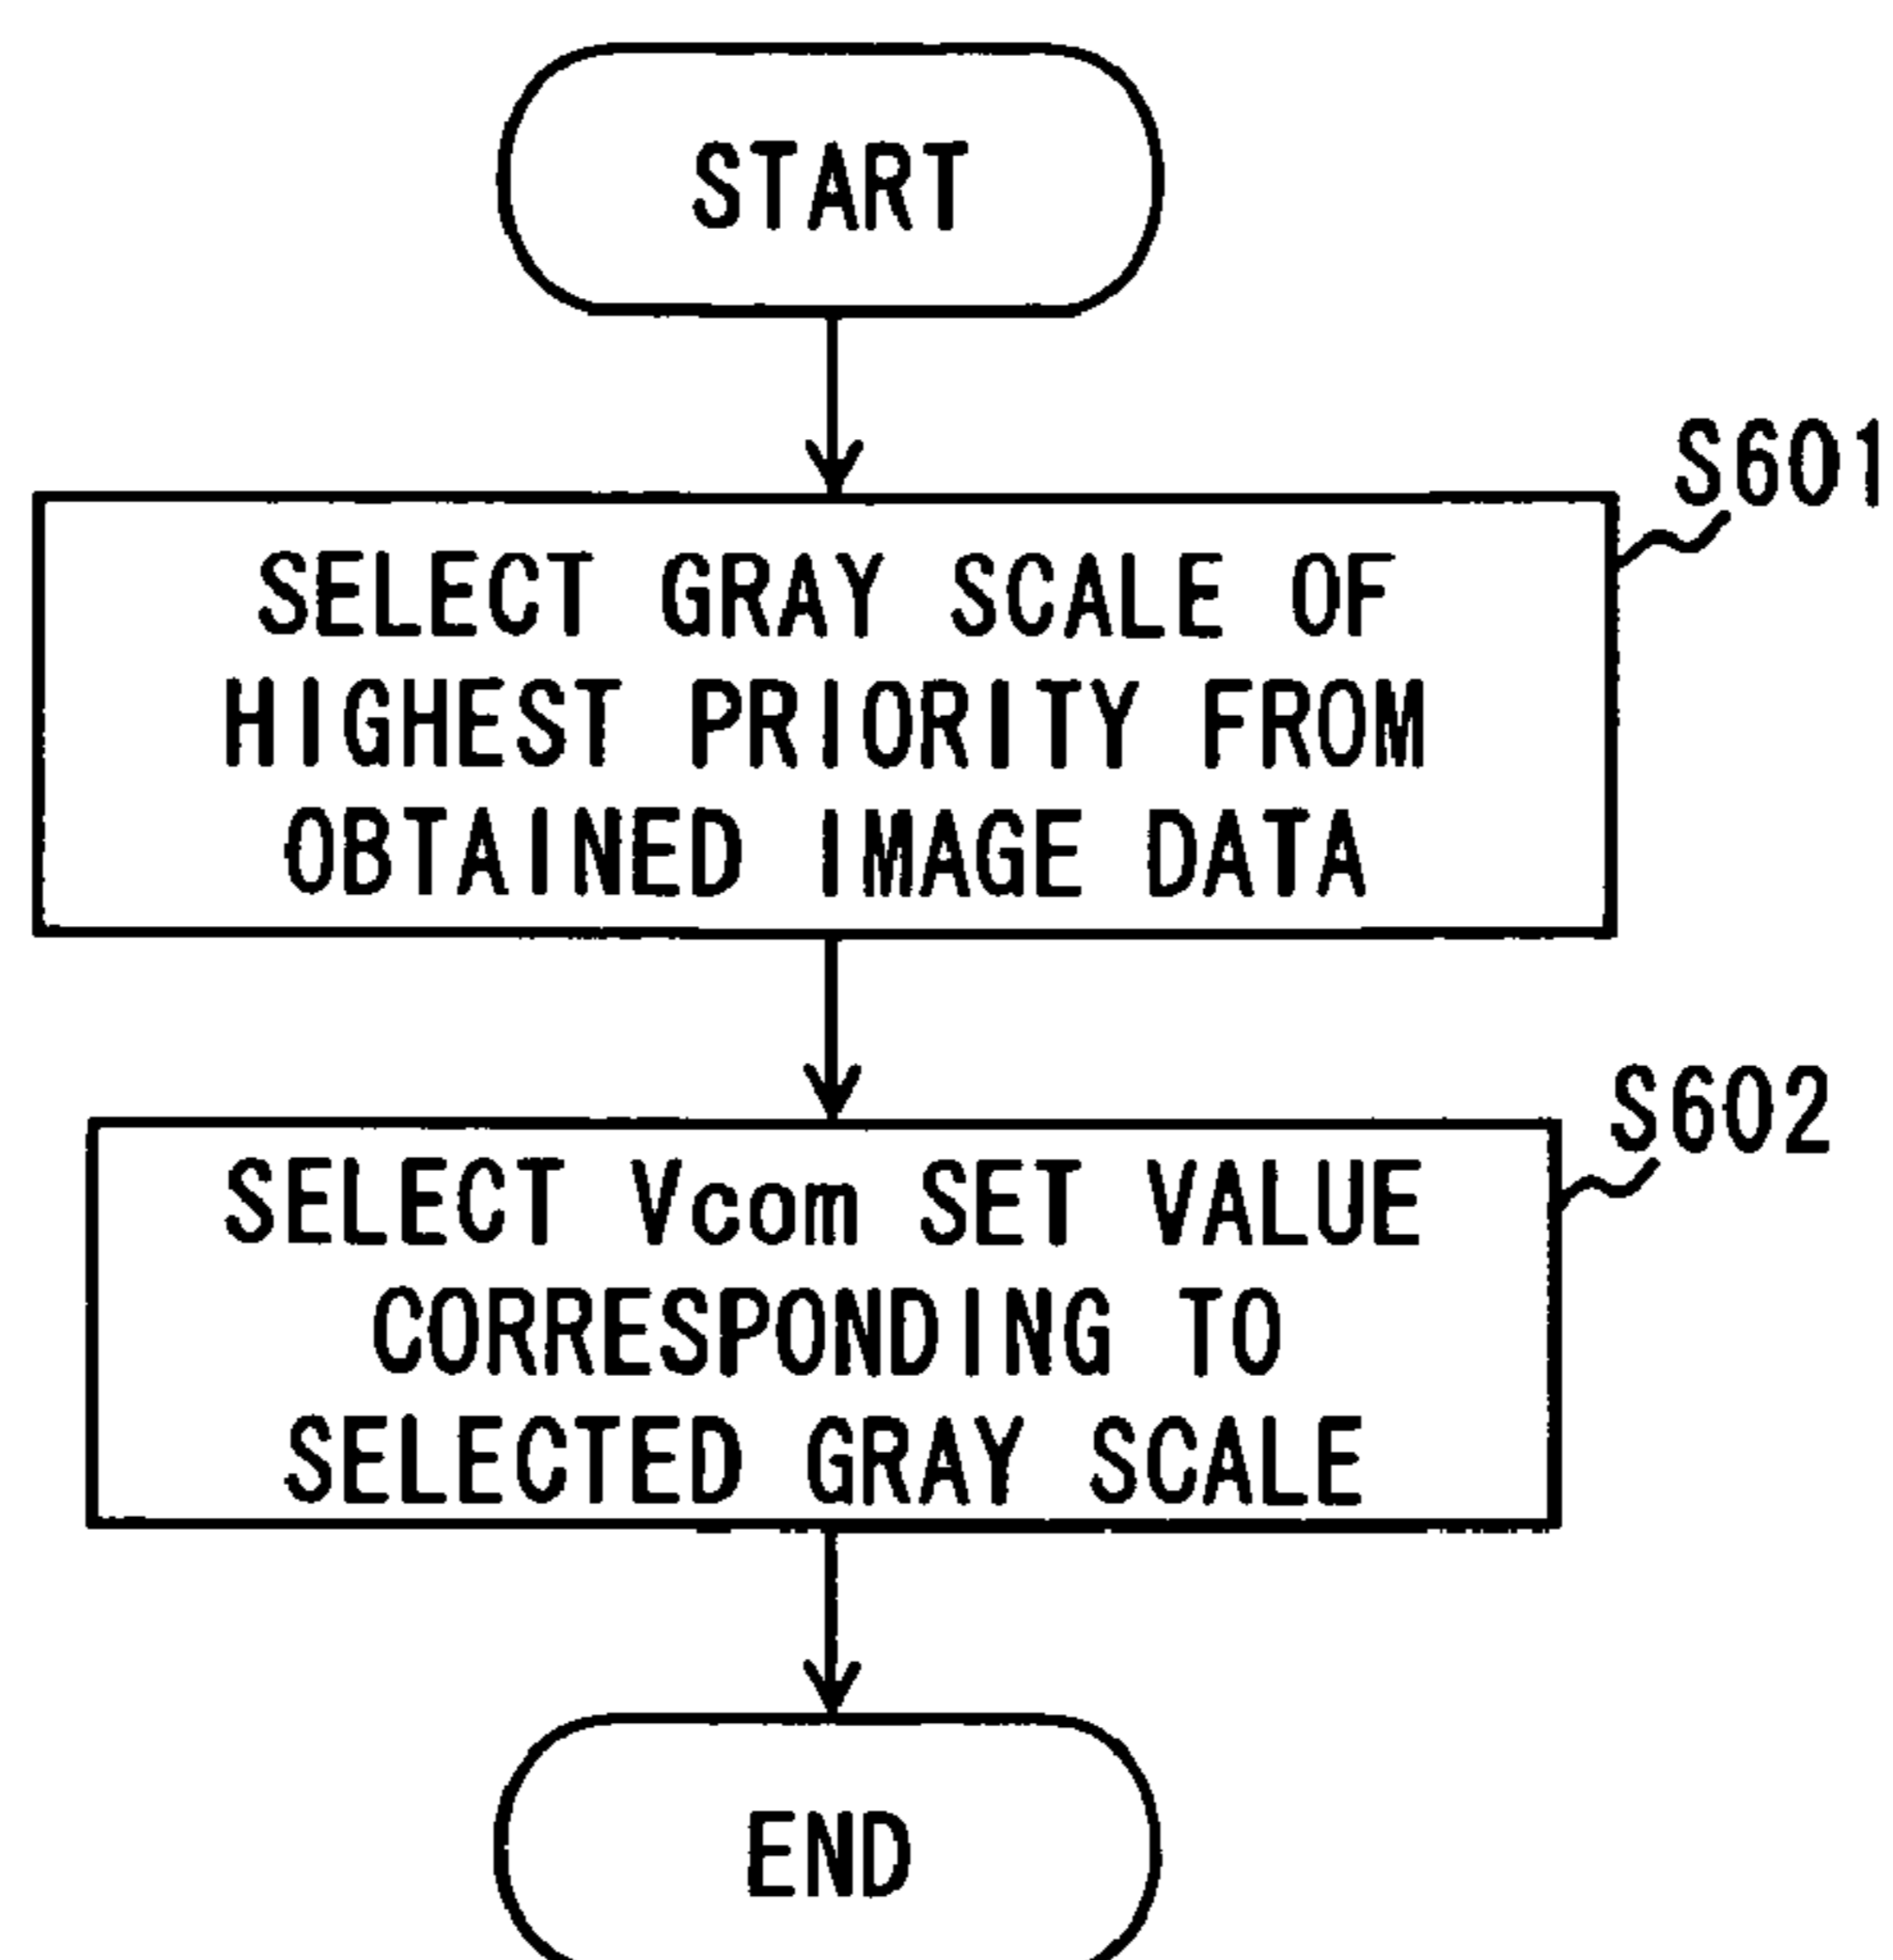 START
S601
SELECT GRAY SCALE OF
HIGHEST PRIORITY FROM
OBTAINED IMAGE DATA
S602
SELECT Vcom SET VALUE
CORRESPONDING TO
SELECTED GRAY SCALE
END